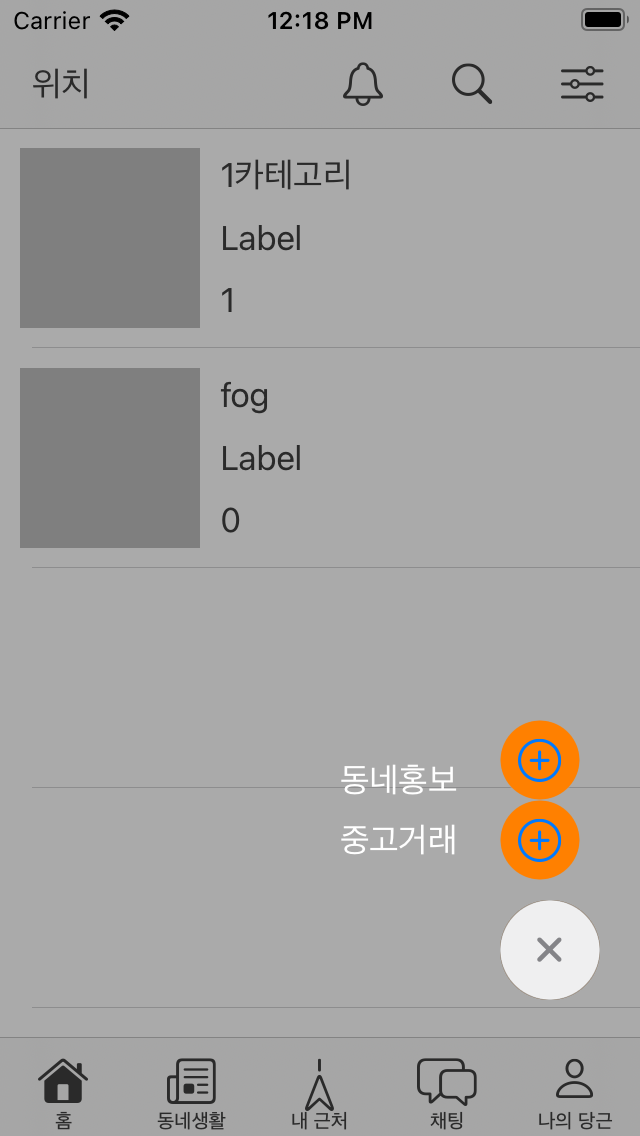 Carrier 12:18 PM
위치
1카테고리
Label
1
fog
Label
0
동네홍보
중고거래
홈 동네생활 내 근처 채팅 나의 당근